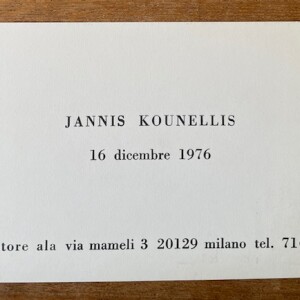 JANNIS KOUNELLIS
16 dicembre 1976
tore ala via mameli 3 20129 milano tel. 71